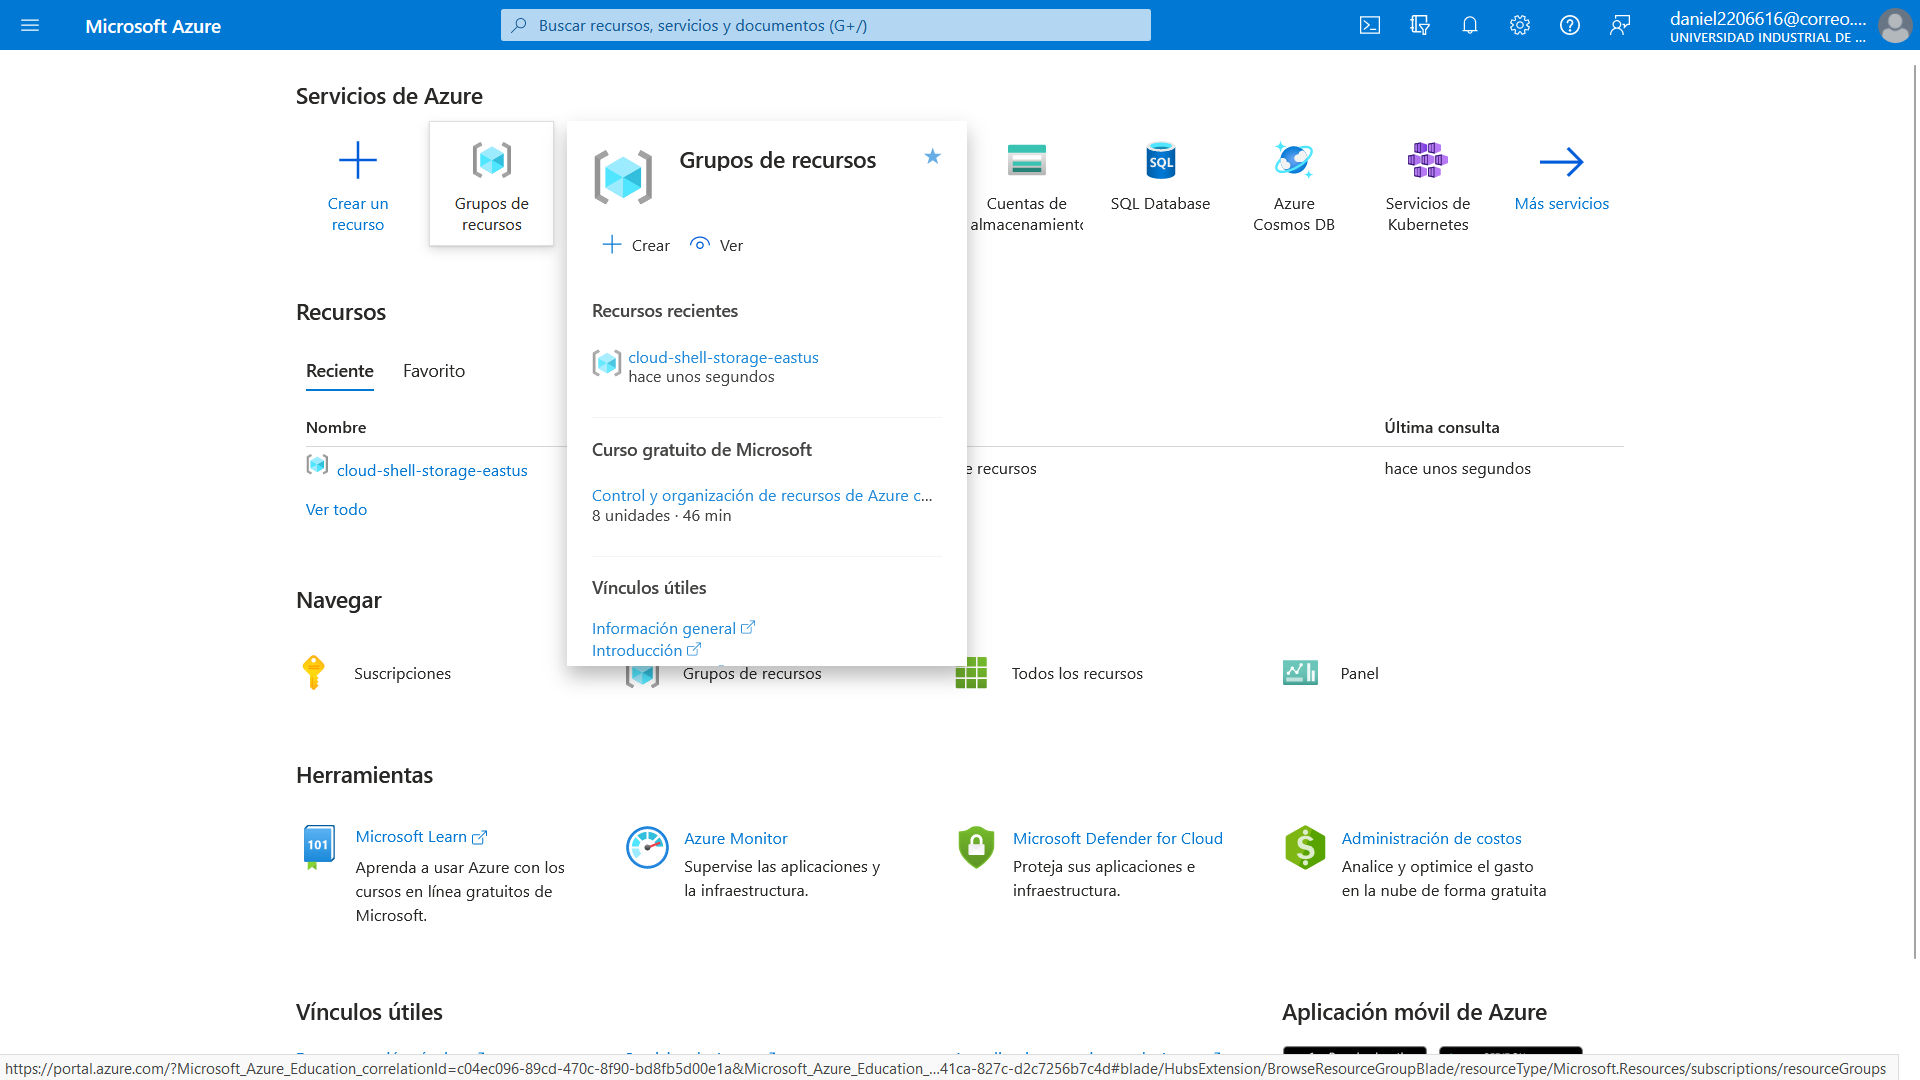 Microsoft Azure
Buscar recursos, servicios y documentos (G+/)
daniel2206616@correo....
UNIVERSIDAD INDUSTRIAL DE ...
Servicios de Azure
Crear un
recurso
Grupos de
recursos
Cuentas de
almacenamiento
SQL
SQL Database
Azure
Cosmos DB
Servicios de
Kubernetes
Más servicios
Grupos de recursos
Crear
Ver
Recursos recientes
cloud-shell-storage-eastus
hace unos segundos
Curso gratuito de Microsoft
Control y organización de recursos de Azure c...
8 unidades · 46 min
Vínculos útiles
Información general
Introducción
Recursos
Reciente
Favorito
Nombre
Última consulta
cloud-shell-storage-eastus
e recursos
hace unos segundos
Ver todo
Navegar
Suscripciones
Grupos de recursos
Todos los recursos
Panel
Herramientas
101
Microsoft Learn
Aprenda a usar Azure con los
cursos en línea gratuitos de
Microsoft.
Azure Monitor
Supervise las aplicaciones y
la infraestructura.
Microsoft Defender for Cloud
Proteja sus aplicaciones e
infraestructura.
$
Administración de costos
Analice y optimice el gasto
en la nube de forma gratuita
Vínculos útiles
Aplicación móvil de Azure
https://portal.azure.com/?Microsoft_Azure_Education_correlationId=c04ec096-89cd-470c-8f90-bd8fb5d00e1a&Microsoft_Azure_Education_...41ca-827c-d2c7256b7c4d#blade/HubsExtension/BrowseResourceGroupBlade/resourceType/Microsoft.Resources/subscriptions/resourceGroups